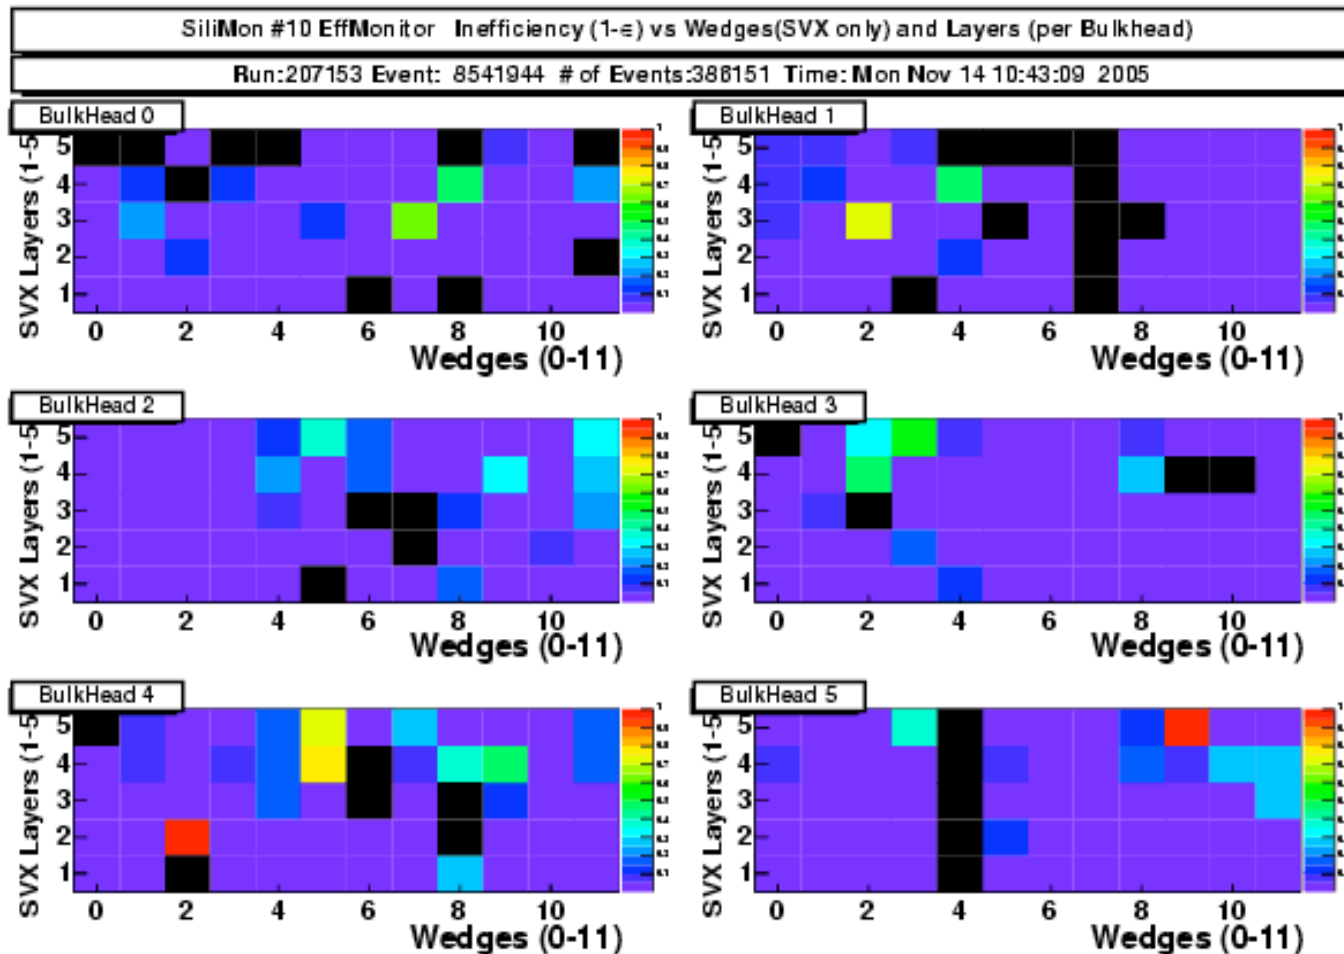 SiliMon #10 EffMonitor Inefficiency (1-ϵ) vs Wedges(SVX only) and Layers (per Bulkhead)
Run:207153 Event: 8541944 # of Events:386151 Time: Mon Nov 14 10:43:09 2005
BulkHead 0
SVX Layers (1-5
5
4
3
2
1
0 2 4 6 8 10
Wedges (0-11)
BulkHead 1
SVX Layers (1-5
5
4
3
2
1
0 2 4 6 8 10
Wedges (0-11)
BulkHead 2
SVX Layers (1-5
5
4
3
2
1
0 2 4 6 8 10
Wedges (0-11)
BulkHead 3
SVX Layers (1-5
5
4
3
2
1
0 2 4 6 8 10
Wedges (0-11)
BulkHead 4
SVX Layers (1-5
5
4
3
2
1
0 2 4 6 8 10
Wedges (0-11)
BulkHead 5
SVX Layers (1-5
5
4
3
2
1
0 2 4 6 8 10
Wedges (0-11)